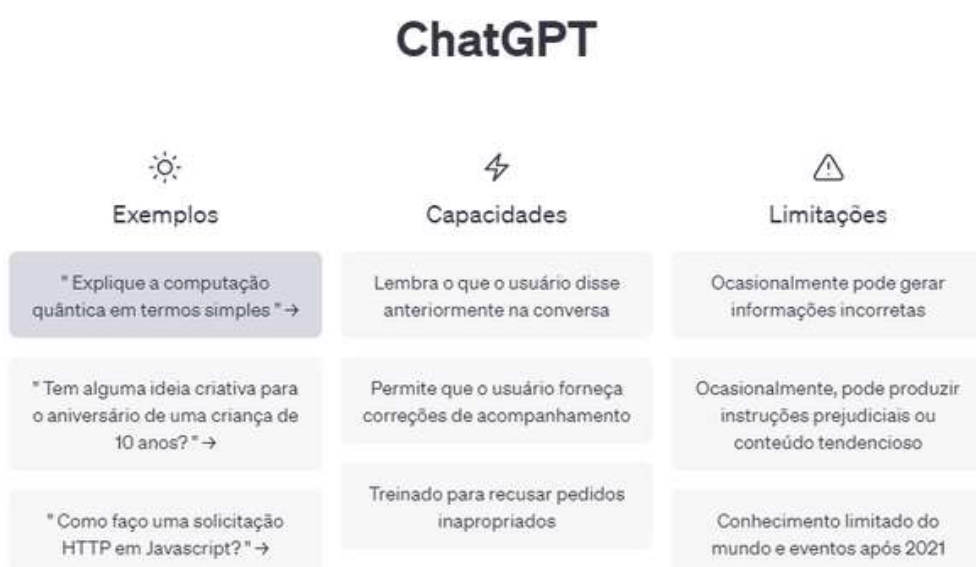 ChatGPT
Exemplos
" Explique a computação
quântica em termos simples " →
" Tem alguma ideia criativa para
o aniversário de uma criança de
10 anos? " →
" Como faço uma solicitação
HTTP em Javascript? " →
Capacidades
Lembra o que o usuário disse
anteriormente na conversa
Permite que o usuário forneça
correções de acompanhamento
Treinado para recusar pedidos
inapropriados
Limitações
Ocasionalmente pode gerar
informações incorretas
Ocasionalmente, pode produzir
instruções prejudiciais ou
conteúdo tendencioso
Conhecimento limitado do
mundo e eventos após 2021